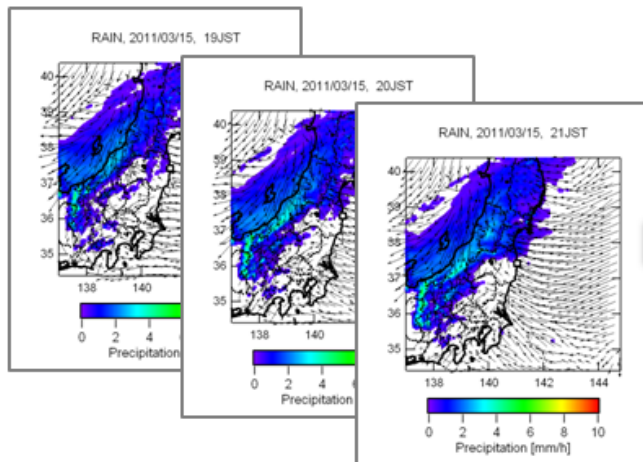 RAIN, 2011/03/15, 19JST
40
39
38
37
36
35
138 140
0 2 4
Precipitation
RAIN, 2011/03/15, 20JST
40
39
38
37
36
35
138 140
0 2 4
Precipitation
RAIN, 2011/03/15, 21JST
40
39
38
37
36
35
138 140 142 144
0 2 4 6 8 10
Precipitation [mm/h]